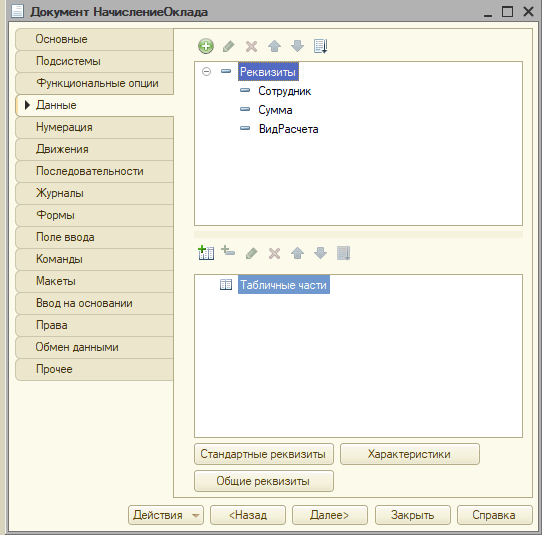 Документ НачислениеОклада
Основные
Подсистемы
Функциональные опции
Данные
Нумерация
Движения
Последовательности
Журналы
Формы
Поле ввода
Команды
Макеты
Ввод на основании
Права
Обмен данными
Прочее
Реквизиты
Сотрудник
Сумма
ВидРасчета
Табличные части
Стандартные реквизиты
Характеристики
Общие реквизиты
Действия
<Назад
Далее>
Закрыть
Справка